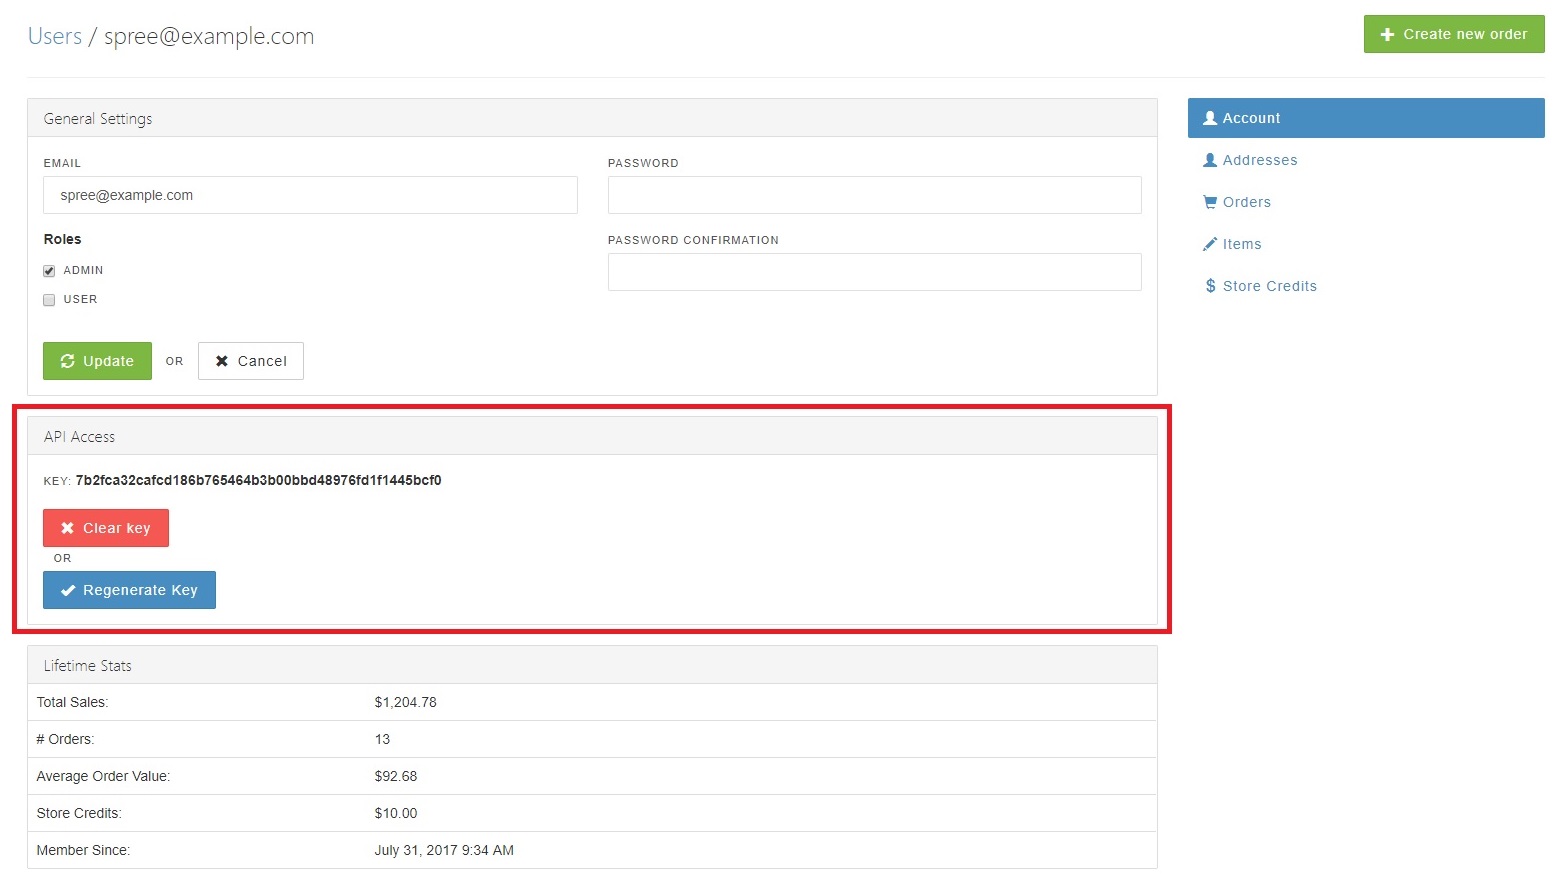 Users / spree@example.com
Create new order
General Settings
EMAIL
spree@example.com
PASSWORD
Roles
ADMIN
USER
PASSWORD CONFIRMATION
Update OR Cancel
API Access
KEY: 7b2fca32cafcd186b765464b3b00bbd48976fd1f1445bcf0
Clear key
OR
Regenerate Key
Lifetime Stats
Total Sales: $1,204.78
# Orders: 13
Average Order Value: $92.68
Store Credits: $10.00
Member Since: July 31, 2017 9:34 AM
Account
Addresses
Orders
Items
Store Credits